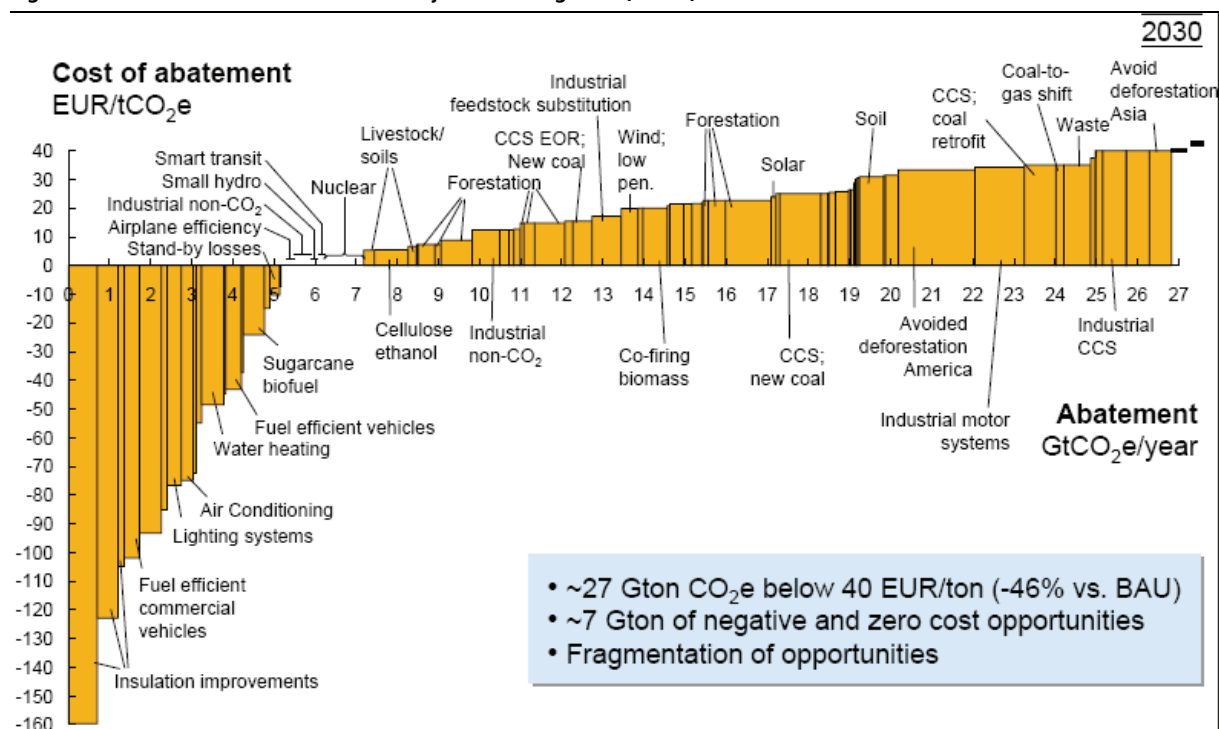 2030
Cost of abatement
EUR/tCO₂e
Industrial
feedstock substitution
Coal-to-
gas shift
Avoid
deforestation
Asia
CCS;
coal
retrofit
Livestock/
soils
CCS EOR;
New coal
Wind;
low
pen.
Forestation
Soil
Waste
Smart transit
Small hydro
Industrial non-CO₂
Airplane efficiency
Stand-by losses
Nuclear
Forestation
Solar
40
30
20
10
0
-10
-20
-30
-40
-50
-60
-70
-80
-90
-100
-110
-120
-130
-140
-150
-160
0 1 2 3 4 5 6 7 8 9 10 11 12 13 14 15 16 17 18 19 20 21 22 23 24 25 26 27
Cellulose
ethanol
Industrial
non-CO₂
Co-firing
biomass
CCS;
new coal
Avoided
deforestation
America
Industrial
CCS
Industrial motor
systems
Abatement
GtCO₂e/year
Sugarcane
biofuel
Fuel efficient vehicles
Water heating
Air Conditioning
Lighting systems
Fuel efficient
commercial
vehicles
Insulation improvements
• ~27 Gton CO₂e below 40 EUR/ton (-46% vs. BAU)
• ~7 Gton of negative and zero cost opportunities
• Fragmentation of opportunities